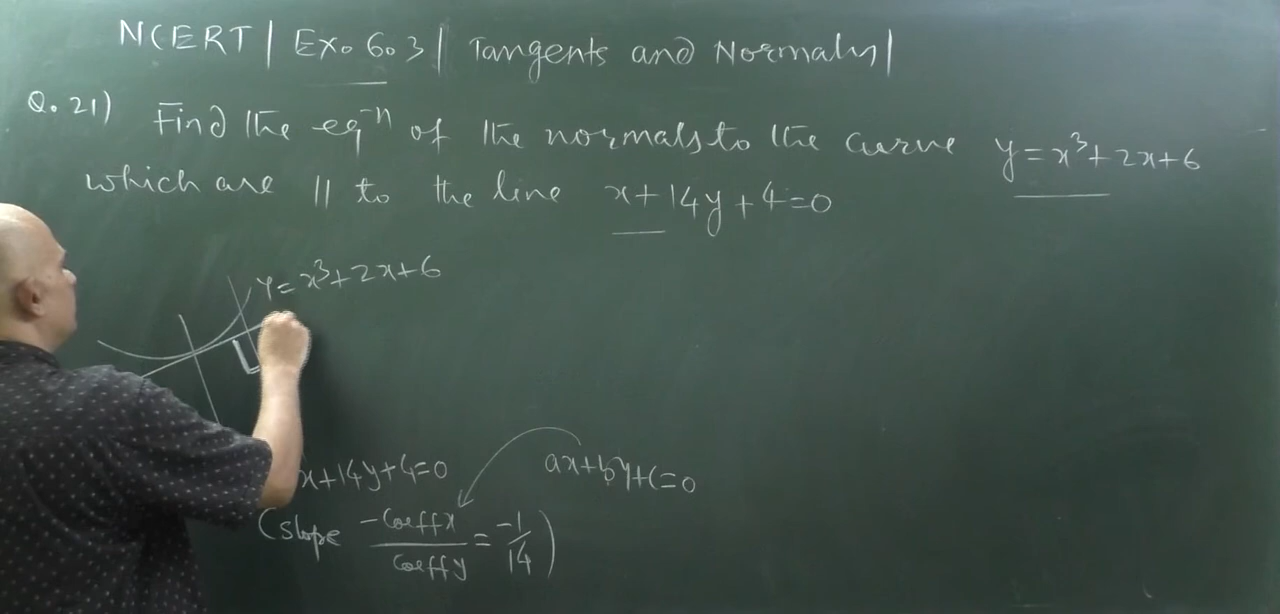 NCERT | Ex. 6.3 | Tangents and Normals |
Q. 21) Find the eq-n of the normals to the curve y = x³ + 2x + 6
which are || to the line x + 14y + 4 = 0
y = x³ + 2x + 6
x + 14y + 4 = 0
ax + by + c = 0
(slope -coeff x / coeff y = -1/14)